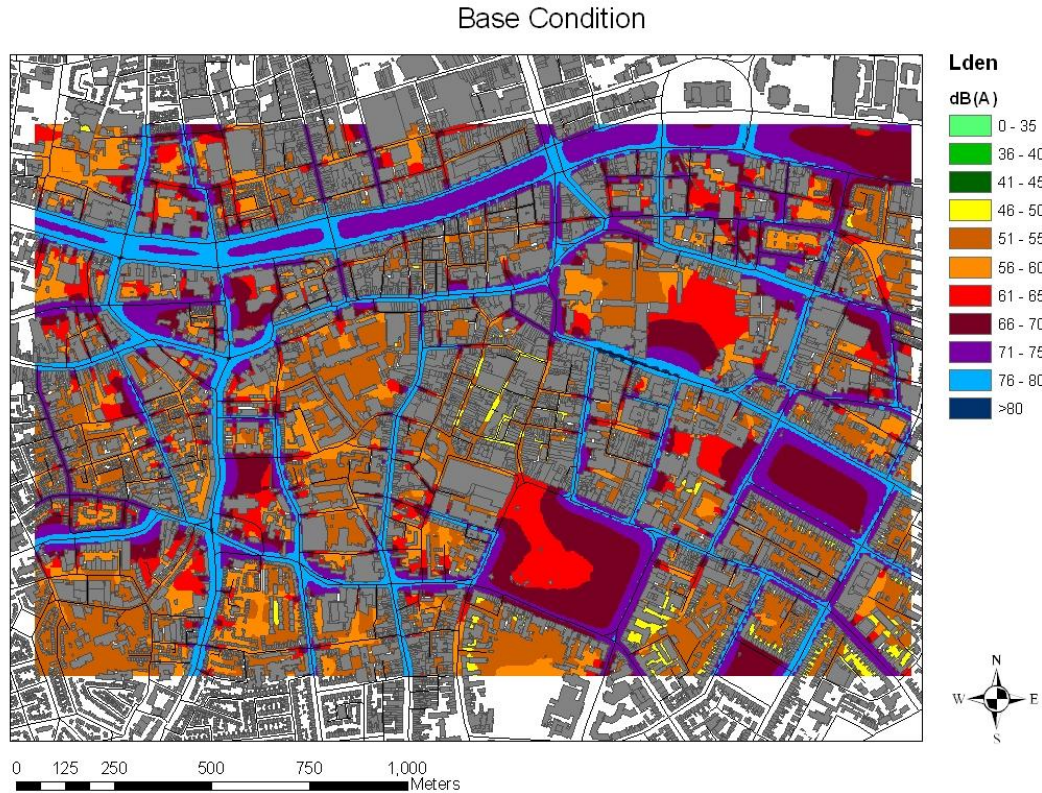 Base Condition
Lden
dB(A)
0 - 35
36 - 40
41 - 45
46 - 50
51 - 55
56 - 60
61 - 65
66 - 70
71 - 75
76 - 80
>80
N
W E
S
0 125 250 500 750 1,000
Meters